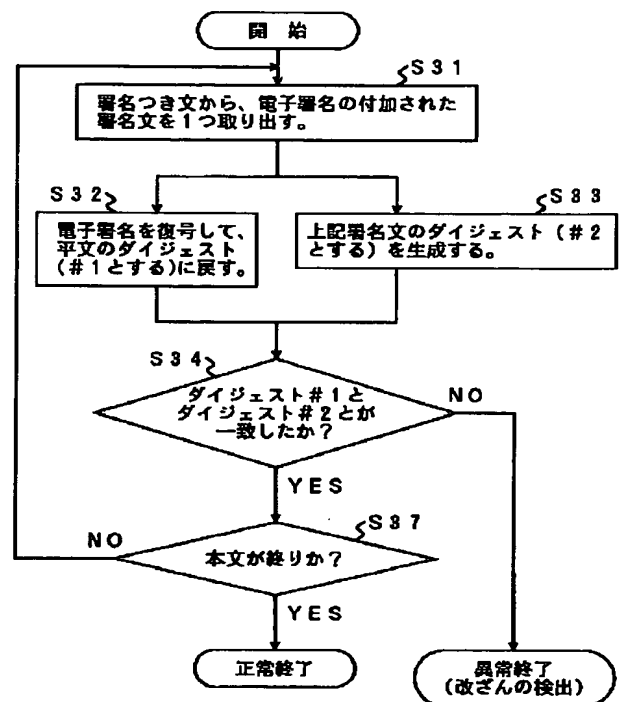 開 始
S31
署名つき文から、電子署名の付加された
署名文を1つ取り出す。
S32
電子署名を復号して、
平文のダイジェスト
(#1とする)に戻す。
S33
上記署名文のダイジェスト(#2
とする)を生成する。
S34
ダイジェスト#1と
ダイジェスト#2とが
一致したか?
NO
YES
S37
本文が終りか?
NO
YES
正常終了
異常終了
(改ざんの検出)